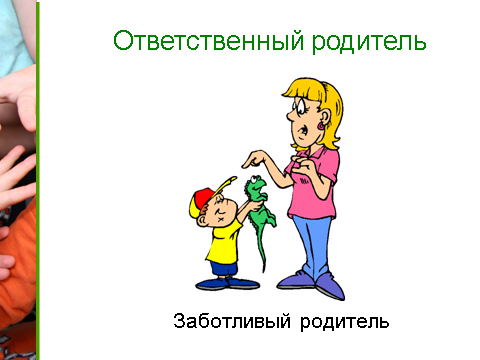 Ответственный родитель
Заботливый родитель